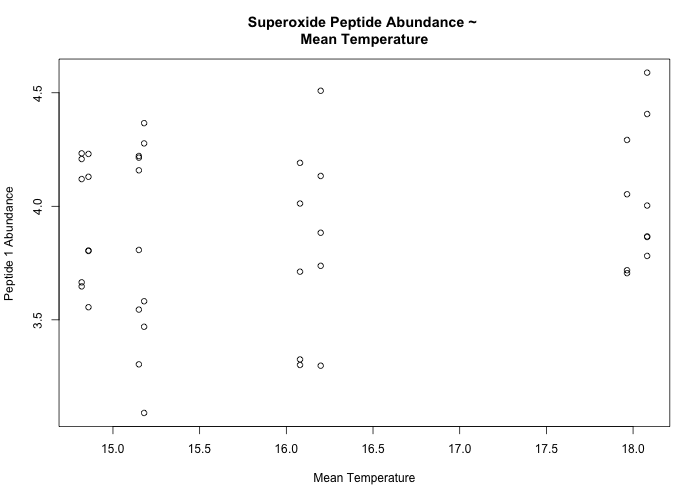 Superoxide Peptide Abundance ~
Mean Temperature
Peptide 1 Abundance
4.5
4.0
3.5
15.0 15.5 16.0 16.5 17.0 17.5 18.0
Mean Temperature